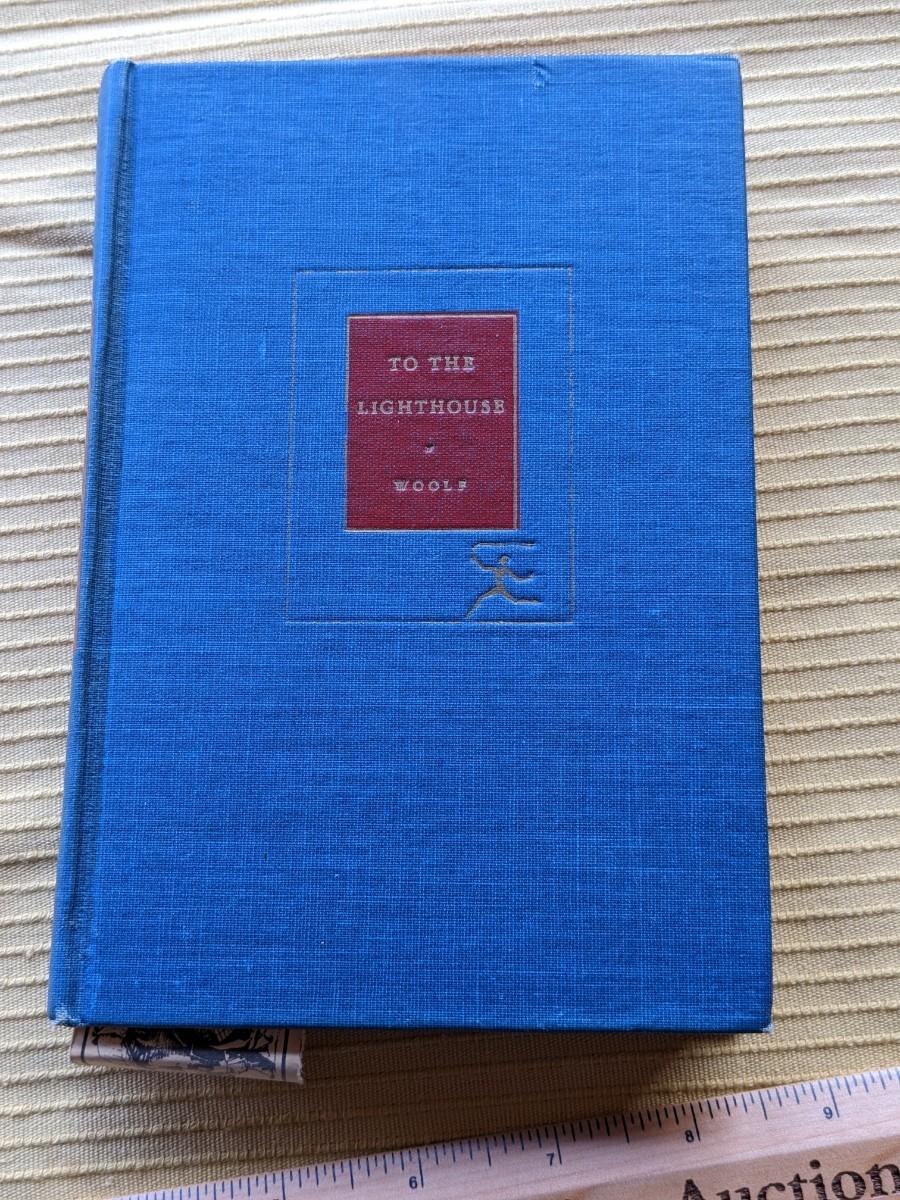 TO THE
LIGHTHOUSE
WOOLF
6 7 8 9
Auction